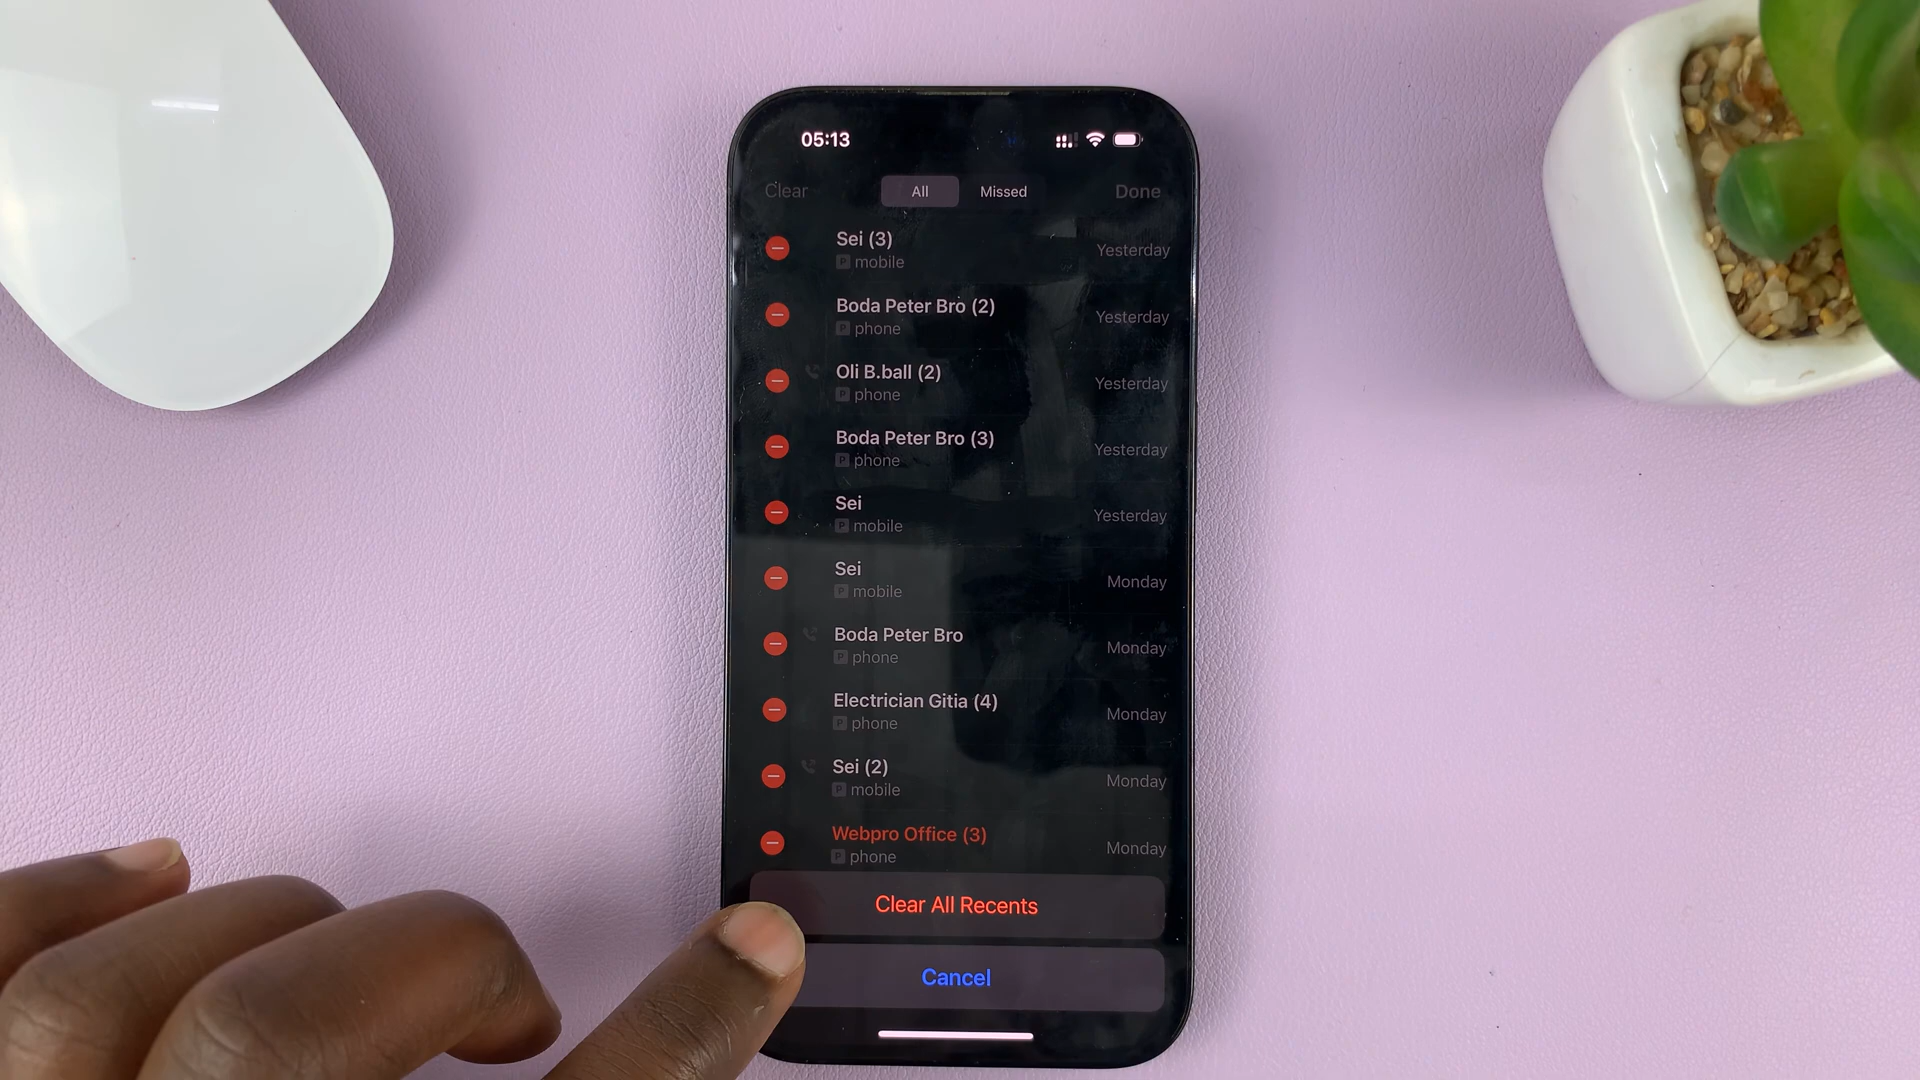 05:13
Clear All Missed Done
Sei (3)
P mobile
Yesterday
Boda Peter Bro (2)
P phone
Yesterday
Oli B.ball (2)
P phone
Yesterday
Boda Peter Bro (3)
P phone
Yesterday
Sei
P mobile
Yesterday
Sei
P mobile
Monday
Boda Peter Bro
P phone
Monday
Electrician Gitia (4)
P phone
Monday
Sei (2)
P mobile
Monday
Webpro Office (3)
P phone
Monday
Clear All Recents
Cancel